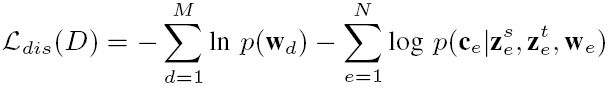 $\mathcal{L}_{dis}(D) = -\sum_{d=1}^{M} \ln\, p(\mathbf{w}_d) - \sum_{e=1}^{N} \log\, p(\mathbf{c}_e|\mathbf{z}_e^s, \mathbf{z}_e^t, \mathbf{w}_e)$